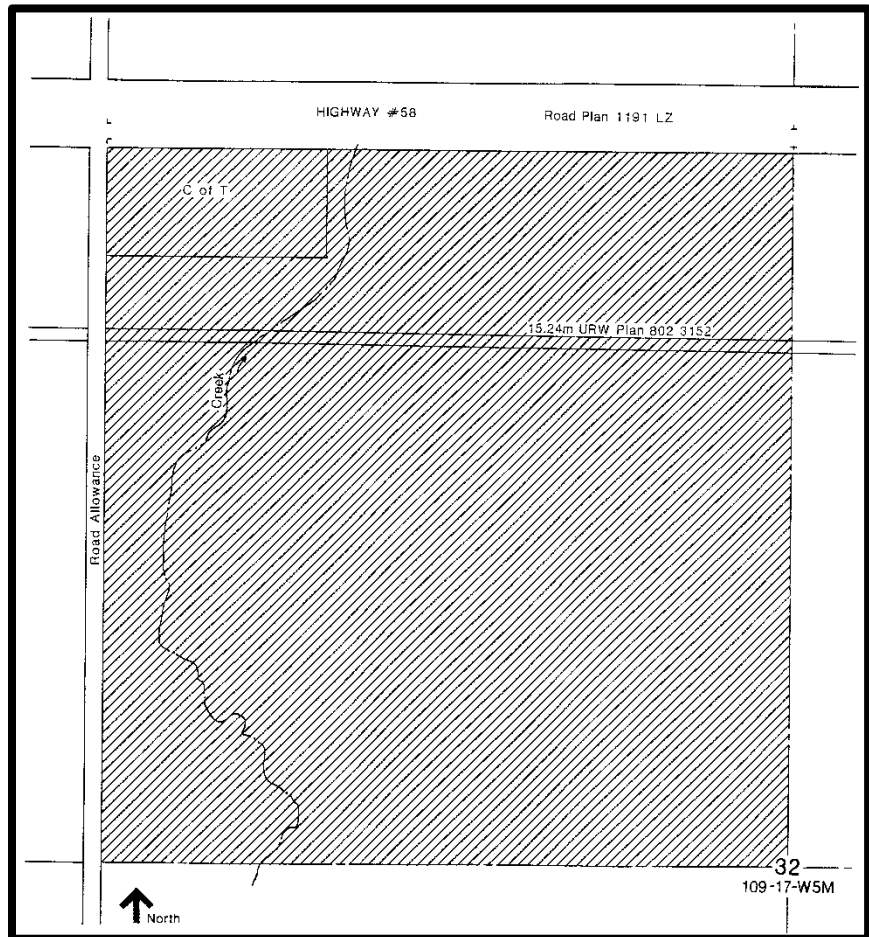 HIGHWAY #58 Road Plan 1191 LZ
C of T
15.24m URW Plan 802 3152
Creek
Road Allowance
32
109-17-W5M
North